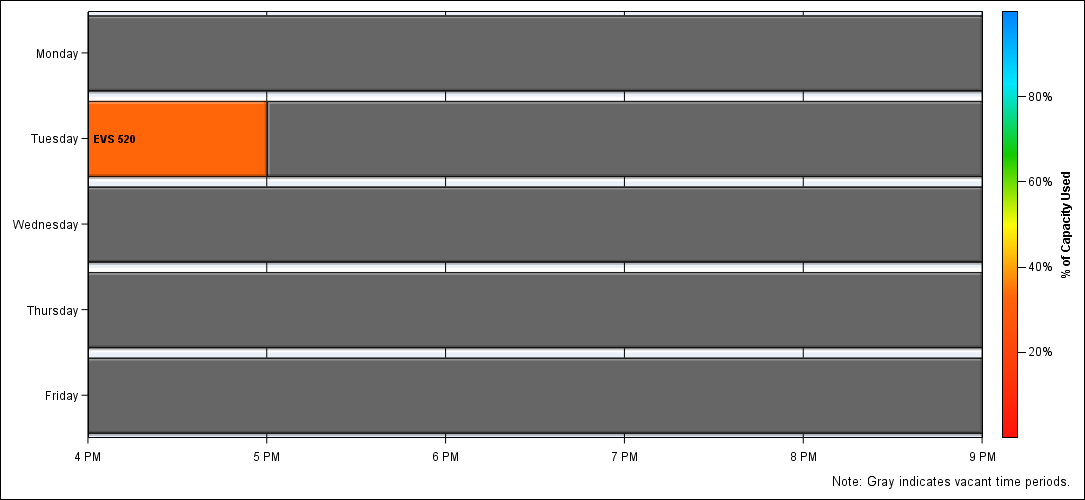 Monday
Tuesday
EVS 520
Wednesday
Thursday
Friday
4 PM
5 PM
6 PM
7 PM
8 PM
9 PM
80%
60%
40%
20%
% of Capacity Used
Note: Gray indicates vacant time periods.